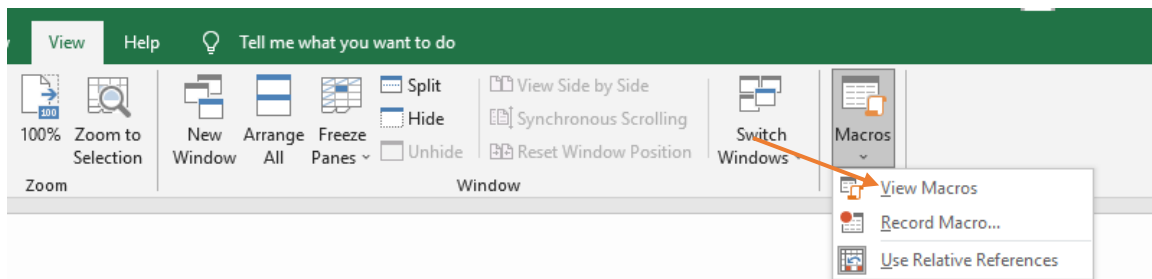 View Help Tell me what you want to do
100
100% Zoom to Selection
New Window Arrange All Freeze Panes
Split
Hide
Unhide
View Side by Side
Synchronous Scrolling
Reset Window Position
Switch Windows
Macros
Zoom
Window
View Macros
Record Macro...
Use Relative References